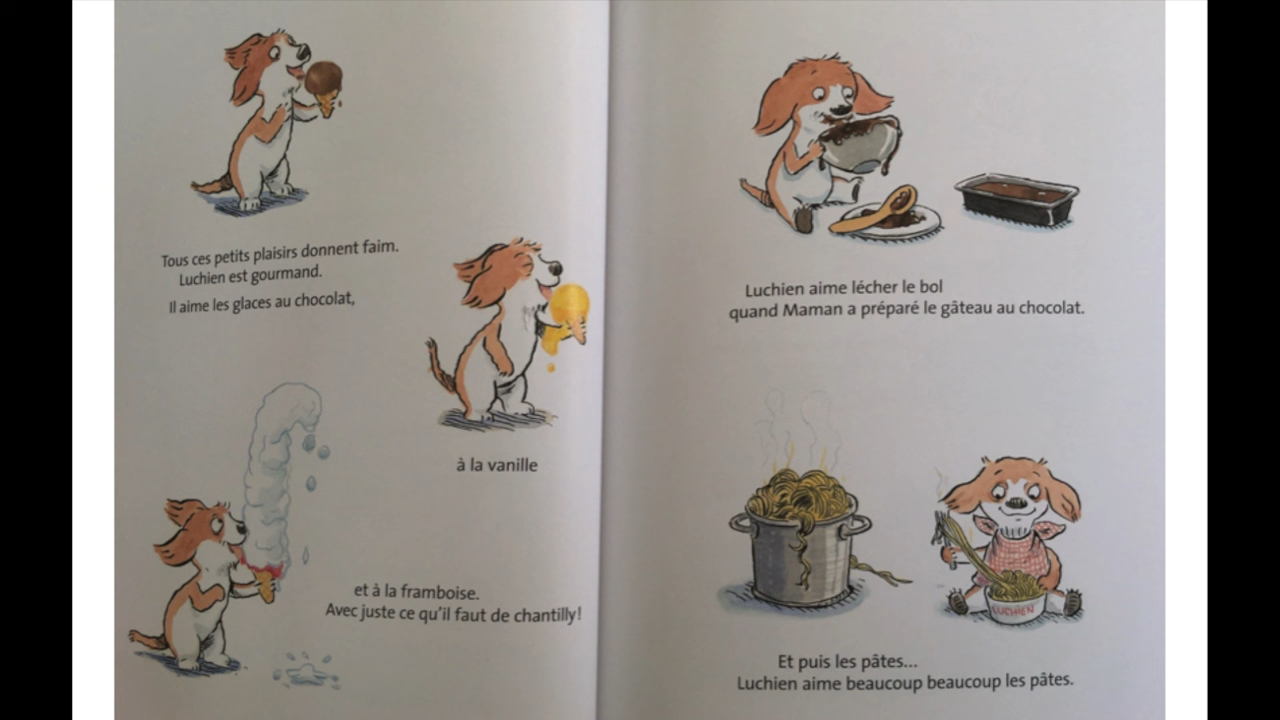 Tous ces petits plaisirs donnent faim.
Luchien est gourmand.
Il aime les glaces au chocolat,
à la vanille
et à la framboise.
Avec juste ce qu'il faut de chantilly!
Luchien aime lécher le bol
quand Maman a préparé le gâteau au chocolat.
LUCHIEN
Et puis les pâtes...
Luchien aime beaucoup beaucoup les pâtes.